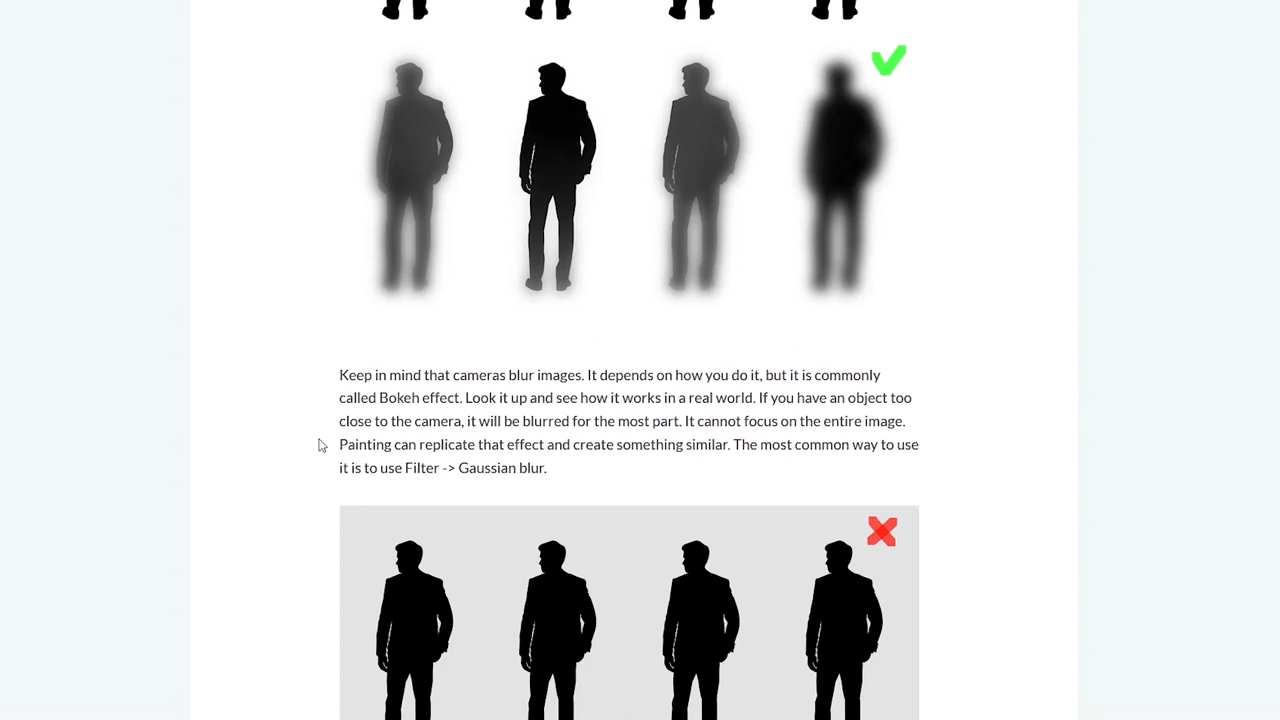 Keep in mind that cameras blur images. It depends on how you do it, but it is commonly
called Bokeh effect. Look it up and see how it works in a real world. If you have an object too
close to the camera, it will be blurred for the most part. It cannot focus on the entire image.
Painting can replicate that effect and create something similar. The most common way to use
it is to use Filter -> Gaussian blur.